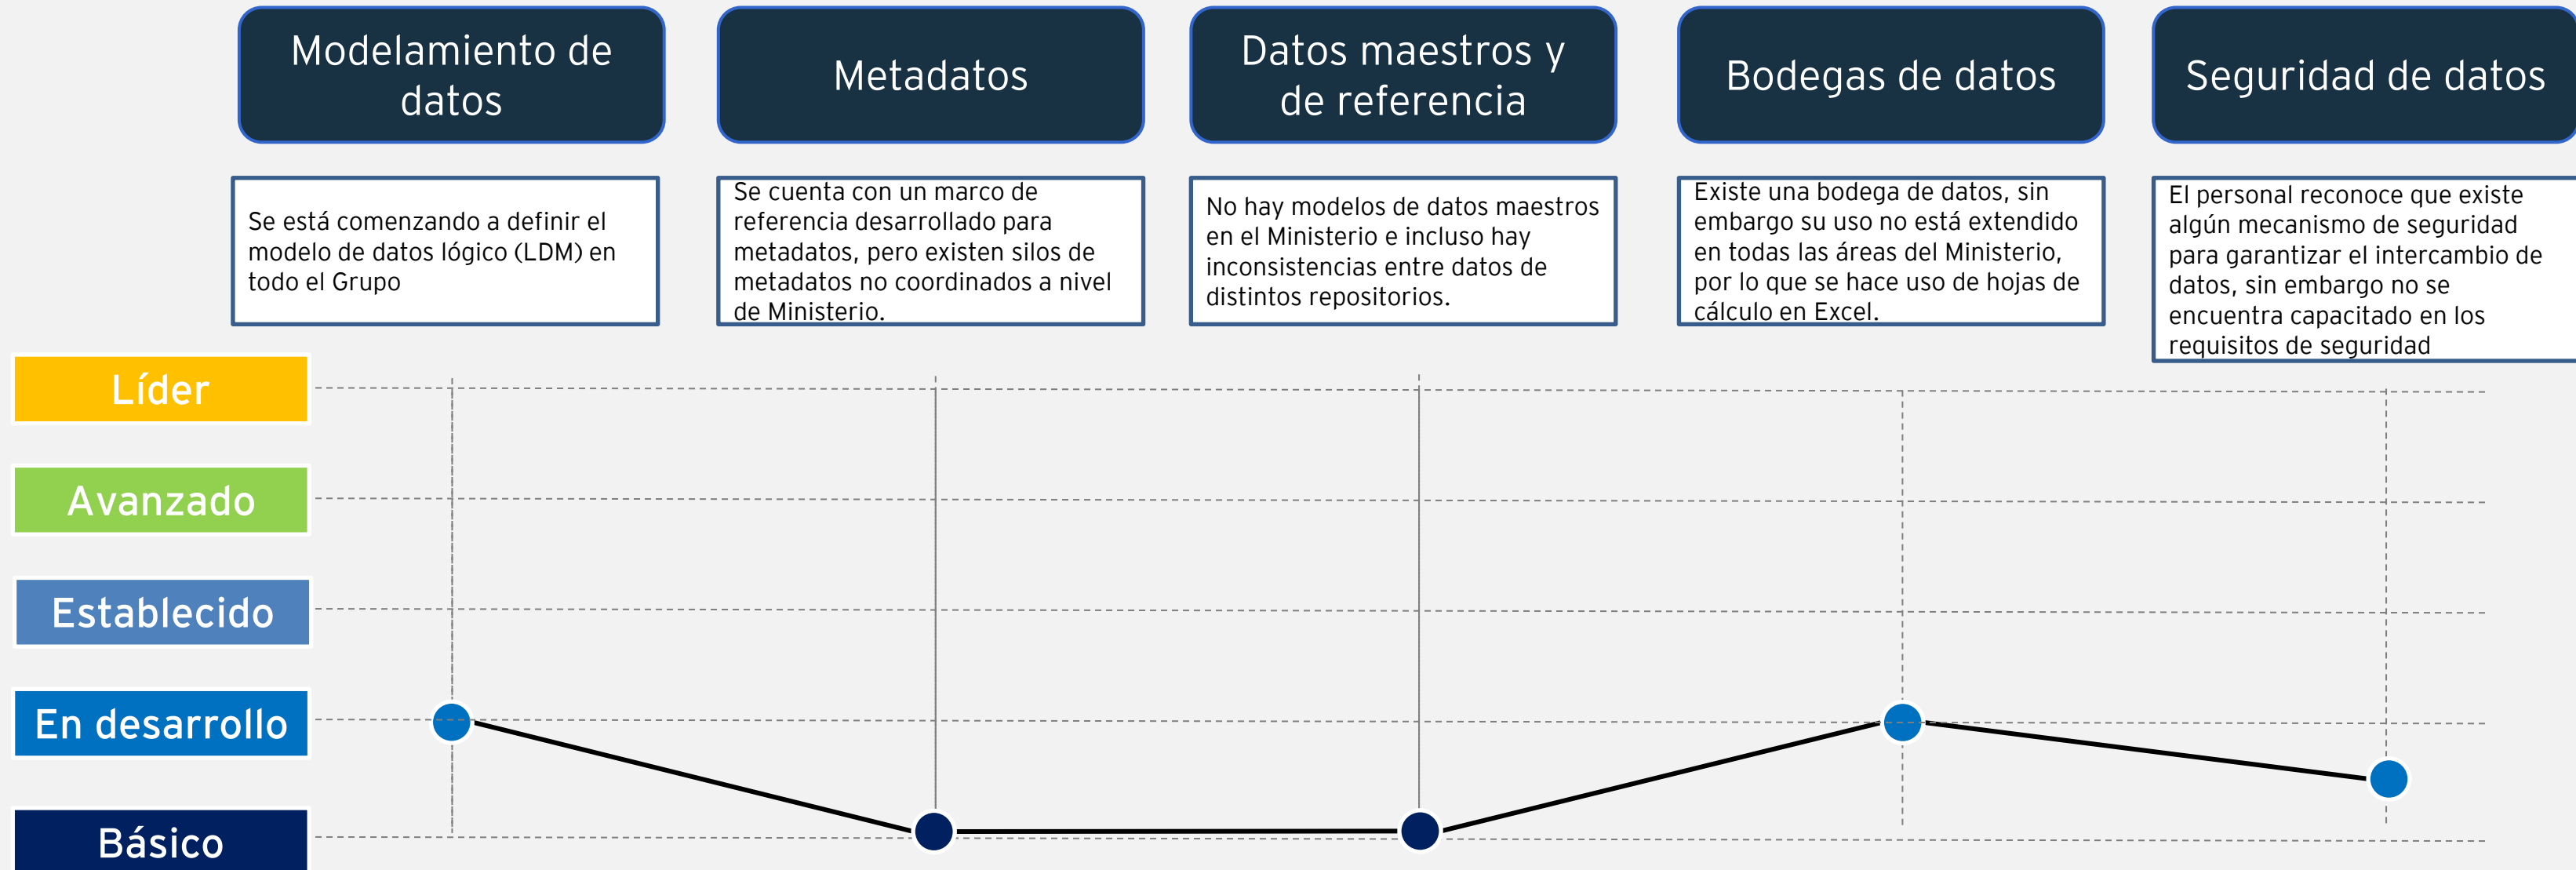 Modelamiento de
datos
Metadatos
Datos maestros y
de referencia
Bodegas de datos
Seguridad de datos
Se está comenzando a definir el
modelo de datos lógico (LDM) en
todo el Grupo
Se cuenta con un marco de
referencia desarrollado para
metadatos, pero existen silos de
metadatos no coordinados a nivel
de Ministerio.
No hay modelos de datos maestros
en el Ministerio e incluso hay
inconsistencias entre datos de
distintos repositorios.
Existe una bodega de datos, sin
embargo su uso no está extendido
en todas las áreas del Ministerio,
por lo que se hace uso de hojas de
cálculo en Excel.
El personal reconoce que existe
algún mecanismo de seguridad
para garantizar el intercambio de
datos, sin embargo no se
encuentra capacitado en los
requisitos de seguridad
Líder
Avanzado
Establecido
En desarrollo
Básico